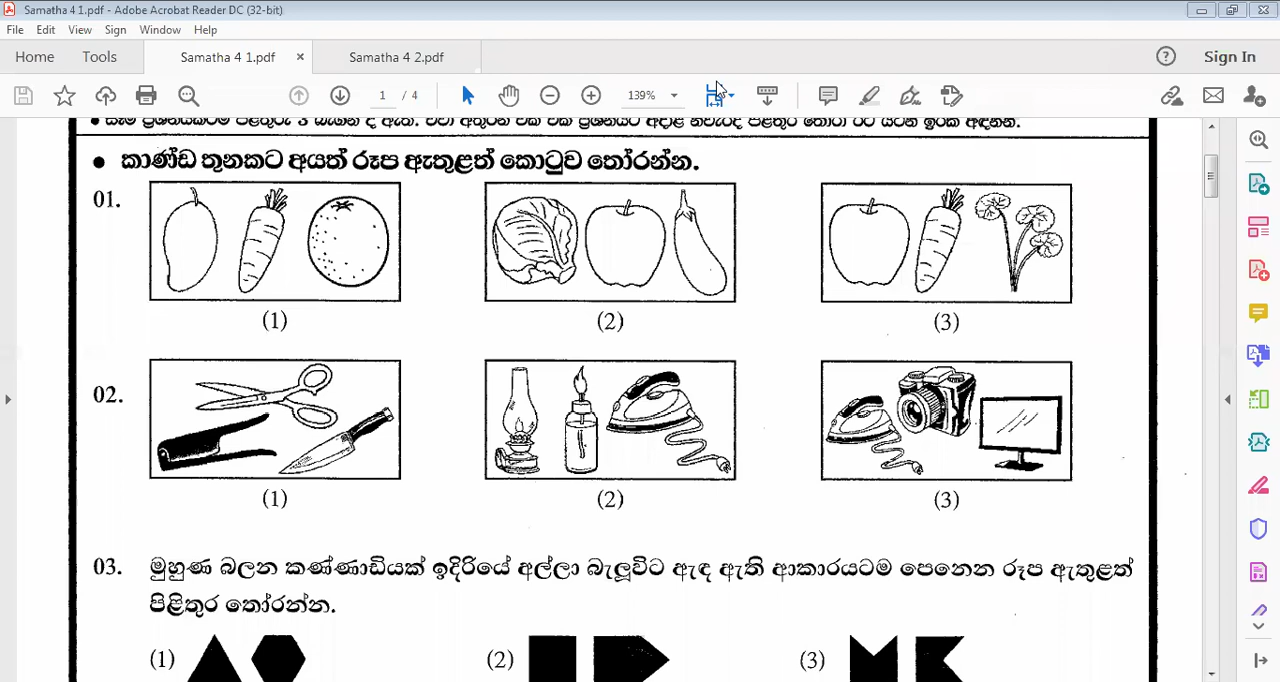 Samatha 4 1.pdf - Adobe Acrobat Reader DC (32-bit)
File Edit View Sign Window Help
Home Tools Samatha 4 1.pdf × Samatha 4 2.pdf Sign In
1 / 4 139%
• කාණ්ඩ තුනකට අයත් රූප ඇතුළත් කොටුව තෝරන්න.
01.
(1) (2) (3)
02.
(1) (2) (3)
03. මුහුණ බලන කණ්ණාඩියක් ඉදිරියේ අල්ලා බැලූවිට ඇඳ ඇති ආකාරයටම පෙනෙන රූප ඇතුළත්
පිළිතුර තෝරන්න.
(1) (2) (3)